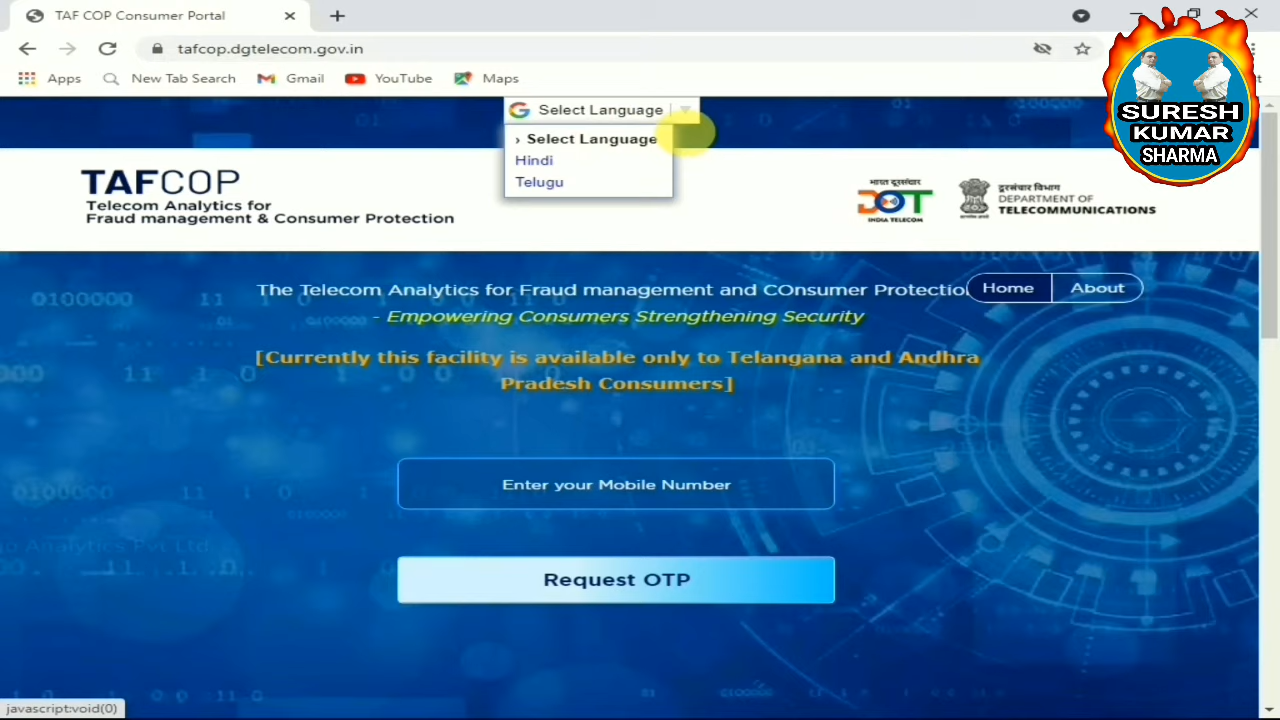 TAF COP Consumer Portal
tafcop.dgtelecom.gov.in
Apps
New Tab Search
Gmail
YouTube
Maps
SURESH
KUMAR
SHARMA
Select Language
› Select Language
Hindi
Telugu
TAFCOP
Telecom Analytics for
Fraud management & Consumer Protection
भारत दूरसंचार
DOT
INDIA TELECOM
दूरसंचार विभाग
DEPARTMENT OF
TELECOMMUNICATIONS
The Telecom Analytics for Fraud management and COnsumer Protectio
Home
About
- Empowering Consumers Strengthening Security
[Currently this facility is available only to Telangana and Andhra
Pradesh Consumers]
Enter your Mobile Number
Request OTP
javascript:void(0)